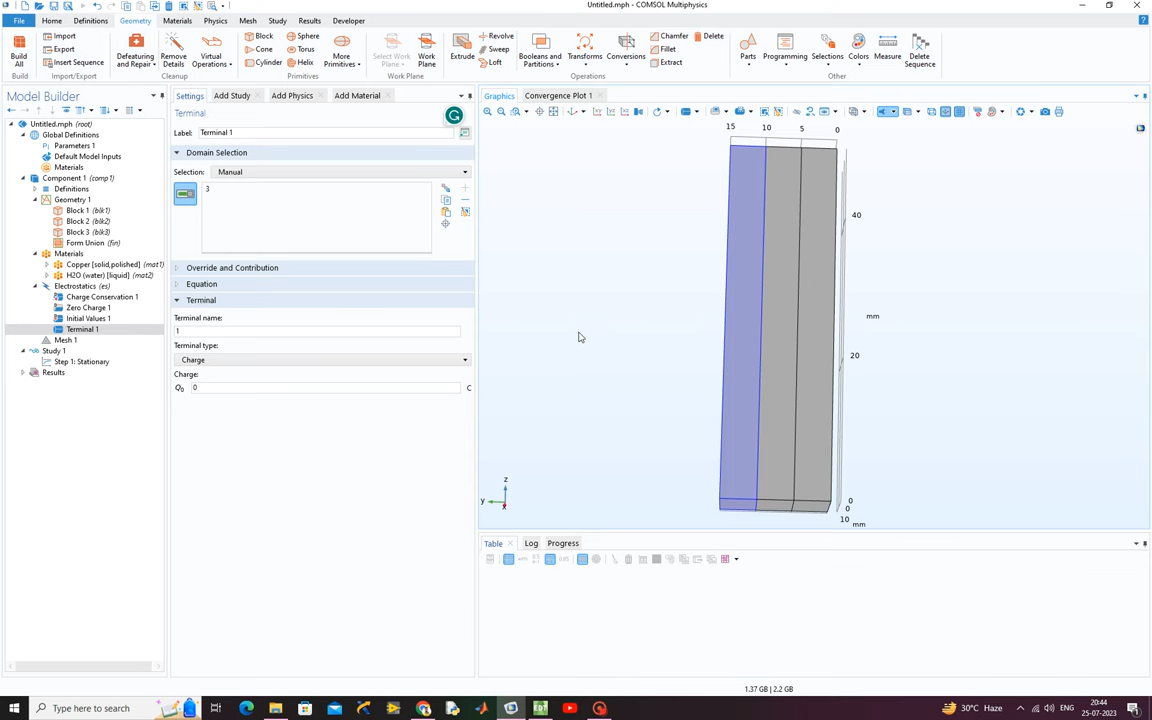 Untitled.mph - COMSOL Multiphysics
File Home Definitions Geometry Materials Physics Mesh Study Results Developer
Build All
Build
Import
Export
Insert Sequence
Import/Export
Defeaturing and Repair
Remove Details
Virtual Operations
Cleanup
Block
Cone
Cylinder
Sphere
Torus
Helix
More Primitives
Primitives
Select Work Plane
Work Plane
Work Plane
Extrude
Revolve
Sweep
Loft
Booleans and Partitions
Transforms
Conversions
Chamfer
Fillet
Extract
Delete
Operations
Parts
Programming
Selections
Colors
Measure
Delete Sequence
Other
Model Builder
Untitled.mph (root)
Global Definitions
Parameters 1
Default Model Inputs
Materials
Component 1 (comp1)
Definitions
Geometry 1
Block 1 (blk1)
Block 2 (blk2)
Block 3 (blk3)
Form Union (fin)
Materials
Copper [solid,polished] (mat1)
H2O (water) [liquid] (mat2)
Electrostatics (es)
Charge Conservation 1
Zero Charge 1
Initial Values 1
Terminal 1
Mesh 1
Study 1
Step 1: Stationary
Results
Settings Add Study Add Physics Add Material
Terminal
Label: Terminal 1
Domain Selection
Selection: Manual
3
Override and Contribution
Equation
Terminal
Terminal name:
1
Terminal type:
Charge
Charge:
Q0 0 C
Graphics Convergence Plot 1
15 10 5 0
40
mm
20
0
0
10 mm
z
y
x
Table Log Progress
0.85
1.37 GB | 2.2 GB
Type here to search
30°C Haze
ENG
20:44
25-07-2023